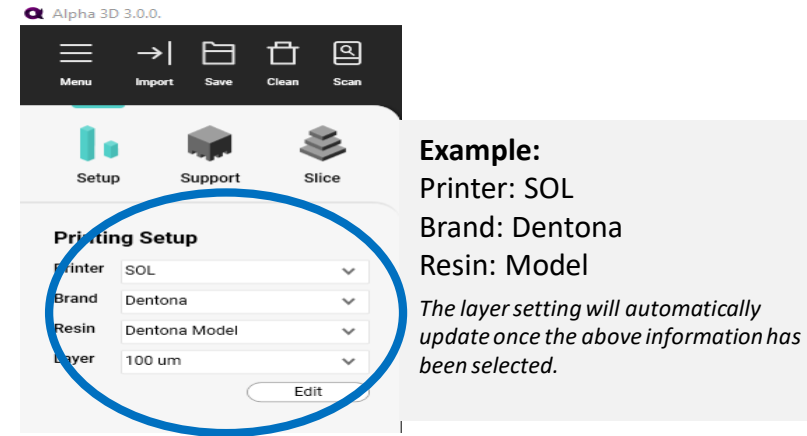 Alpha 3D 3.0.0.
Menu Import Save Clean Scan
Setup Support Slice
Printing Setup
Printer SOL
Brand Dentona
Resin Dentona Model
Layer 100 um
Edit
Example:
Printer: SOL
Brand: Dentona
Resin: Model
The layer setting will automatically
update once the above information has
been selected.